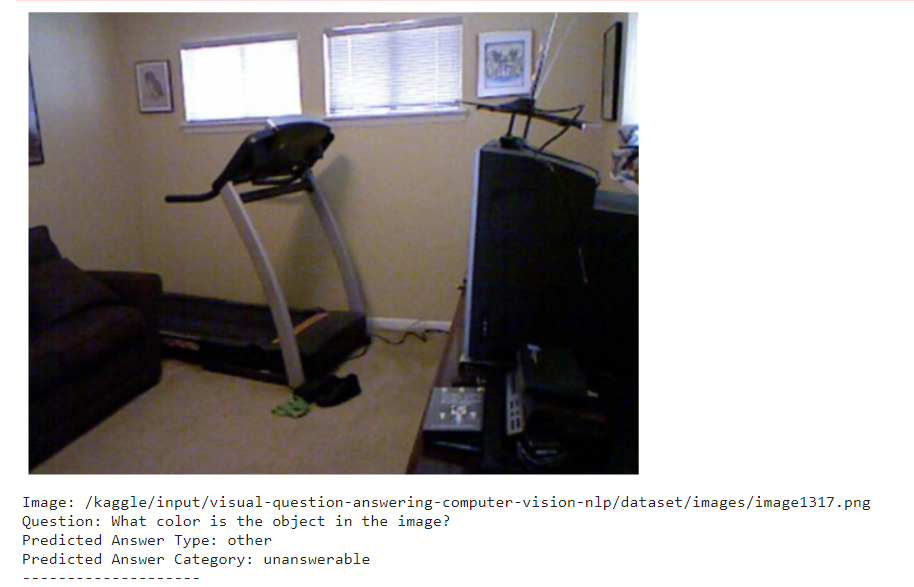 Image: /kaggle/input/visual-question-answering-computer-vision-nlp/dataset/images/image1317.png
Question: What color is the object in the image?
Predicted Answer Type: other
Predicted Answer Category: unanswerable
--------------------